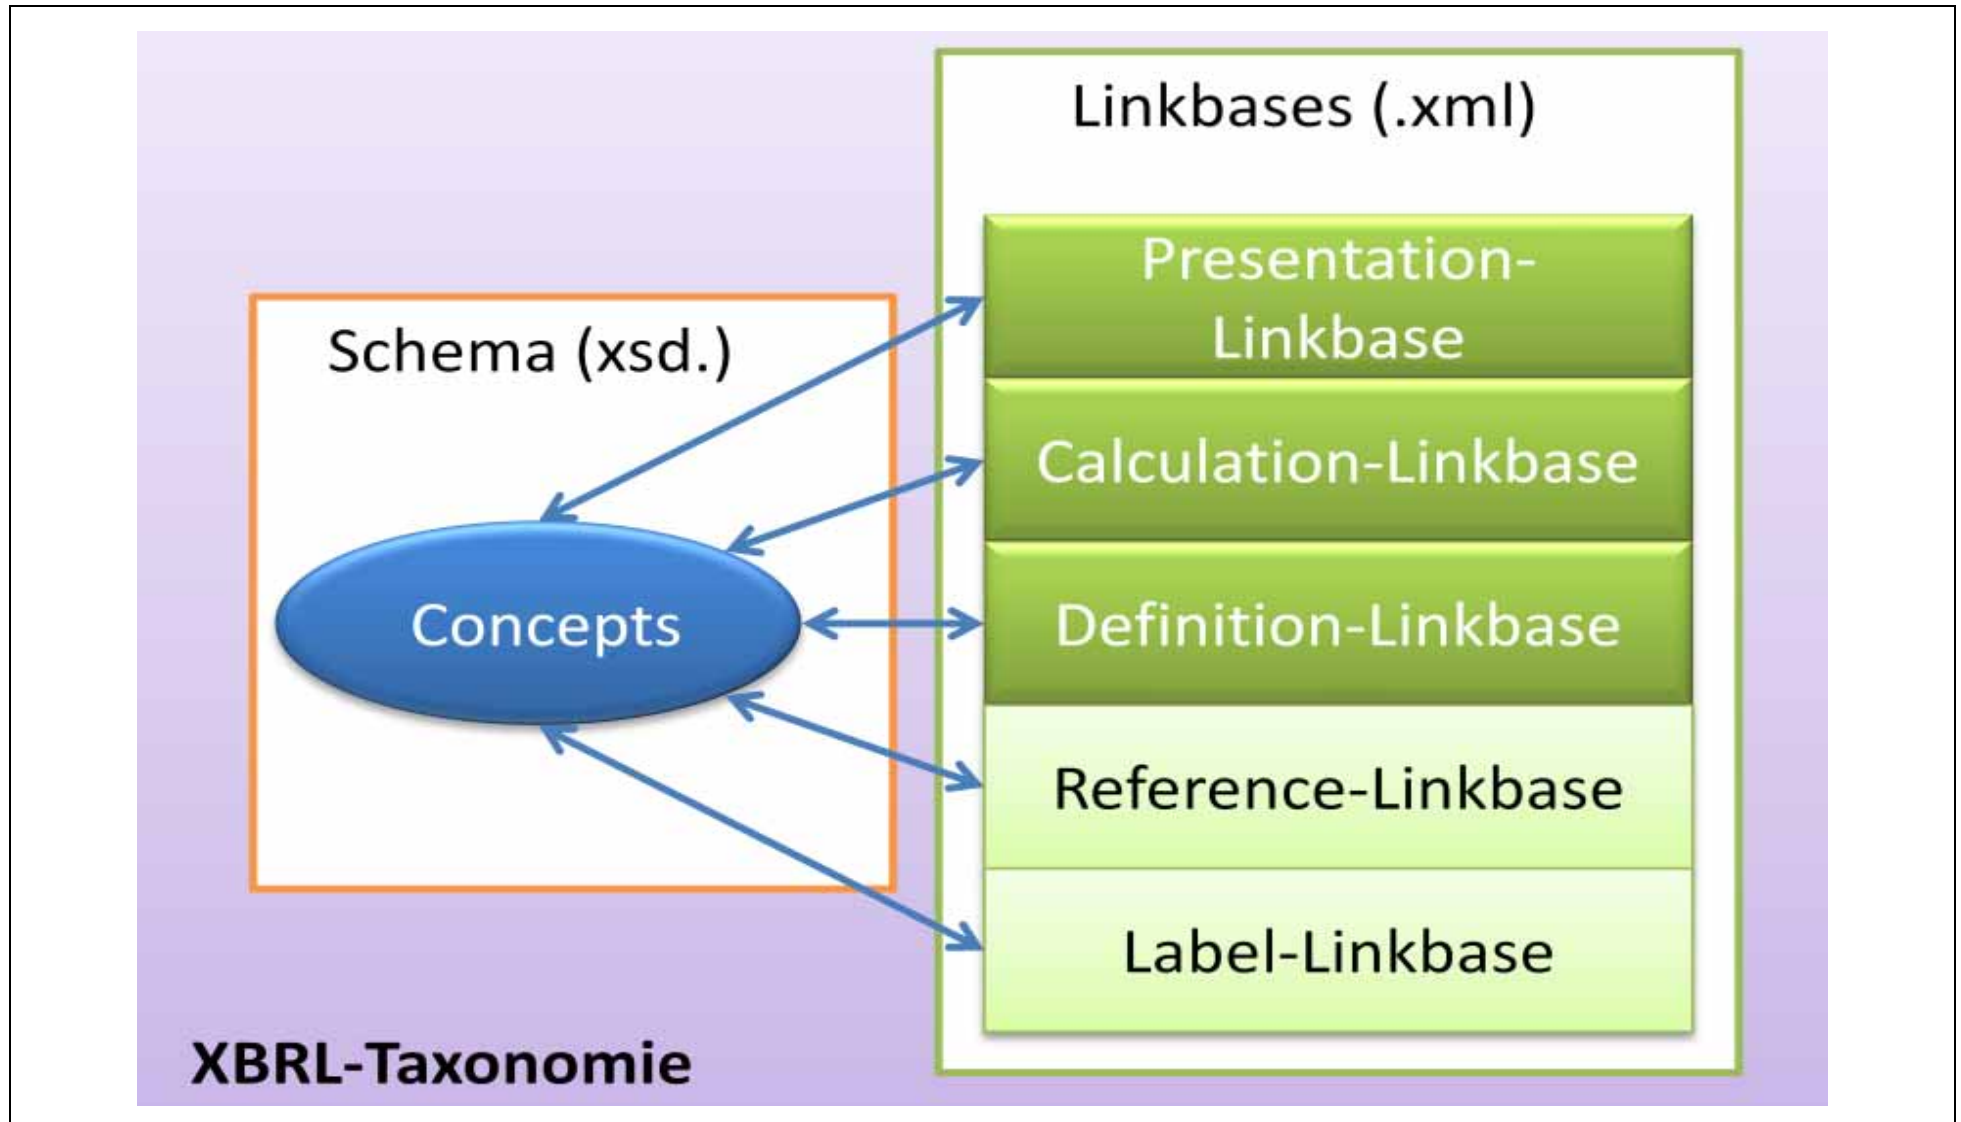 Linkbases (.xml)
Presentation-
Linkbase
Schema (xsd.)
Calculation-Linkbase
Concepts
Definition-Linkbase
Reference-Linkbase
Label-Linkbase
XBRL-Taxonomie